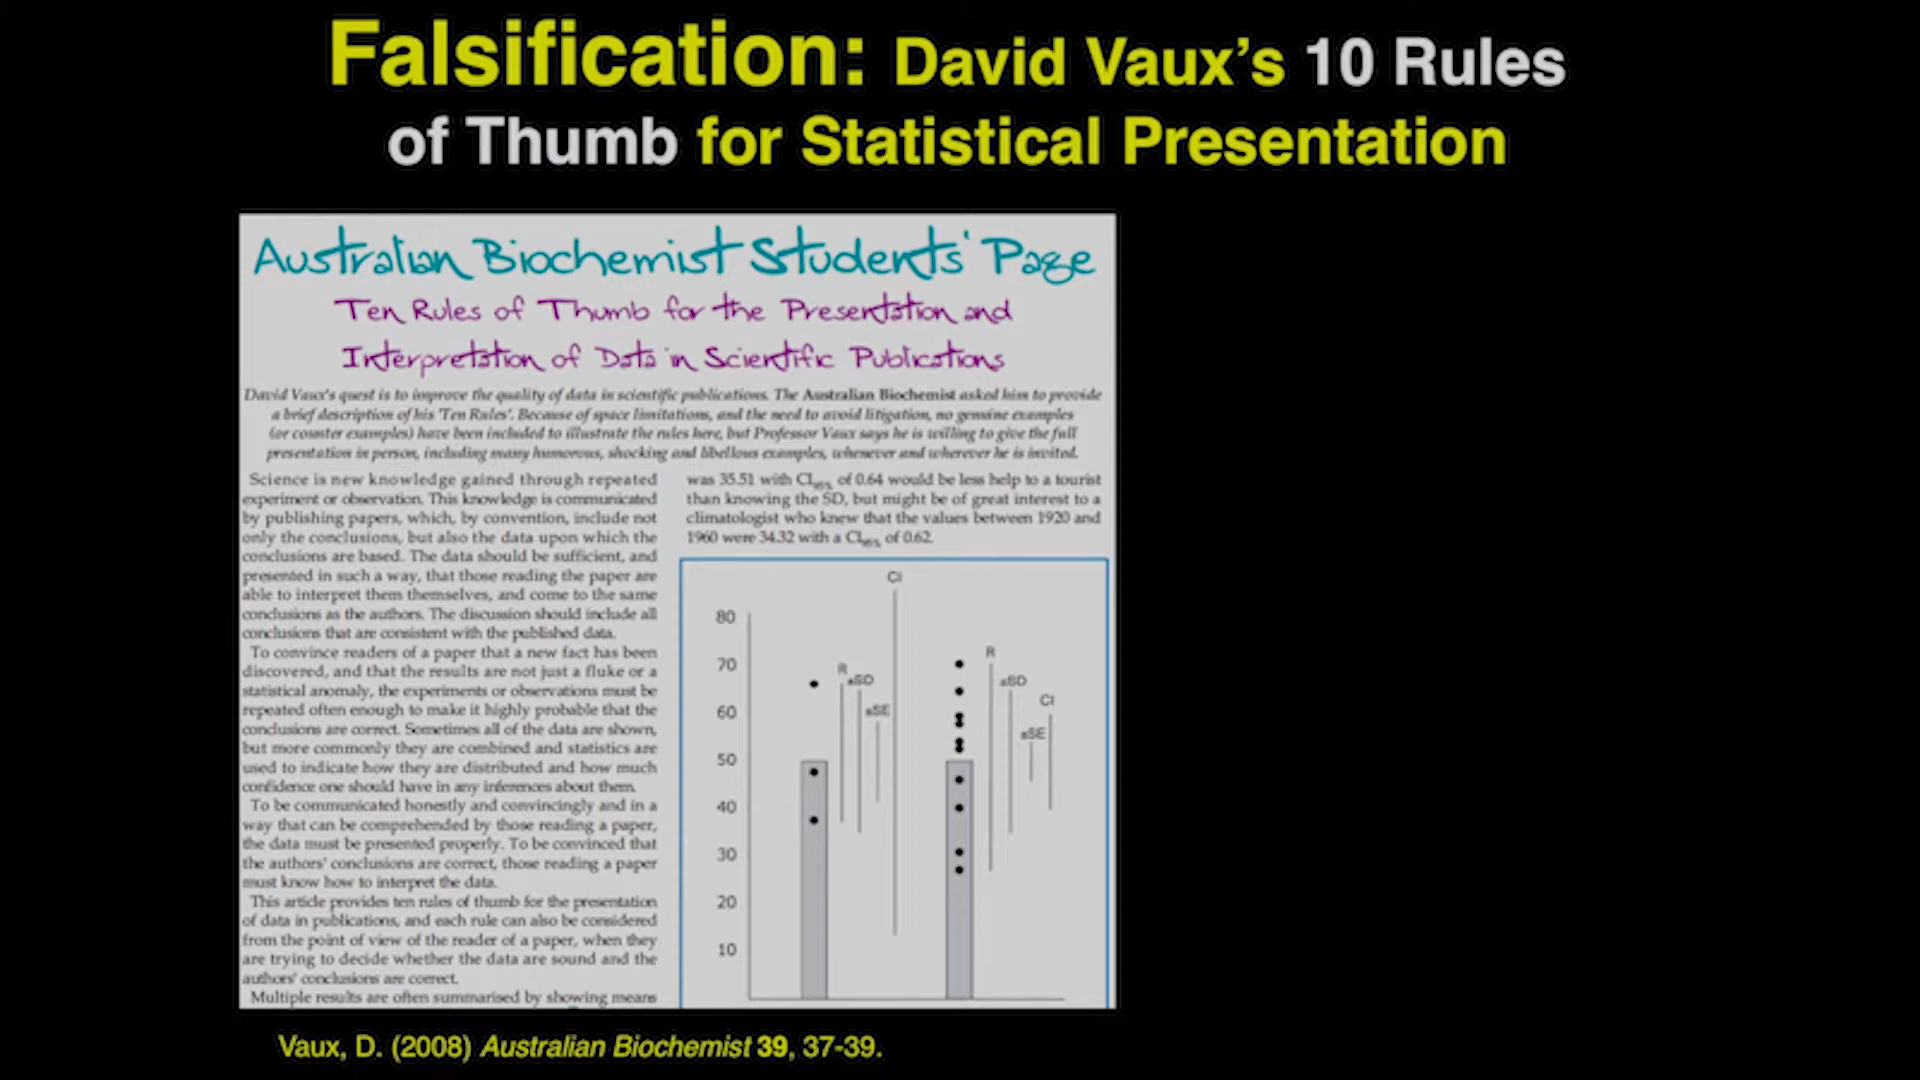 Falsification: David Vaux’s 10 Rules
of Thumb for Statistical Presentation
Australian Biochemist Students' Page
Ten Rules of Thumb for the Presentation and
Interpretation of Data in Scientific Publications
David Vaux's quest is to improve the quality of data in scientific publications. The Australian Biochemist asked him to provide
a brief description of his 'Ten Rules'. Because of space limitations, and the need to avoid litigation, no genuine examples
(or counter examples) have been included to illustrate the rules here, but Professor Vaux says he is willing to give the full
presentation in person, including many humorous, shocking and libellous examples, whenever and wherever he is invited.
Science is new knowledge gained through repeated
experiment or observation. This knowledge is communicated
by publishing papers, which, by convention, include not
only the conclusions, but also the data upon which the
conclusions are based. The data should be sufficient, and
presented in such a way, that those reading the paper are
able to interpret them themselves, and come to the same
conclusions as the authors. The discussion should include all
conclusions that are consistent with the published data.
To convince readers of a paper that a new fact has been
discovered, and that the results are not just a fluke or a
statistical anomaly, the experiments or observations must be
repeated often enough to make it highly probable that the
conclusions are correct. Sometimes all of the data are shown,
but more commonly they are combined and statistics are
used to indicate how they are distributed and how much
confidence one should have in any inferences about them.
To be communicated honestly and convincingly and in a
way that can be comprehended by those reading a paper,
the data must be presented properly. To be convinced that
the authors' conclusions are correct, those reading a paper
must know how to interpret the data.
This article provides ten rules of thumb for the presentation
of data in publications, and each rule can also be considered
from the point of view of the reader of a paper, when they
are trying to decide whether the data are sound and the
authors' conclusions are correct.
Multiple results are often summarised by showing means
was 35.51 with CI95% of 0.64 would be less help to a tourist
than knowing the SD, but might be of great interest to a
climatologist who knew that the values between 1920 and
1960 were 34.32 with a CI95% of 0.62.
CI
80
70
60
50
40
30
20
10
R
sSD
sSE
R
sSD
CI
sSE
Vaux, D. (2008) Australian Biochemist 39, 37-39.